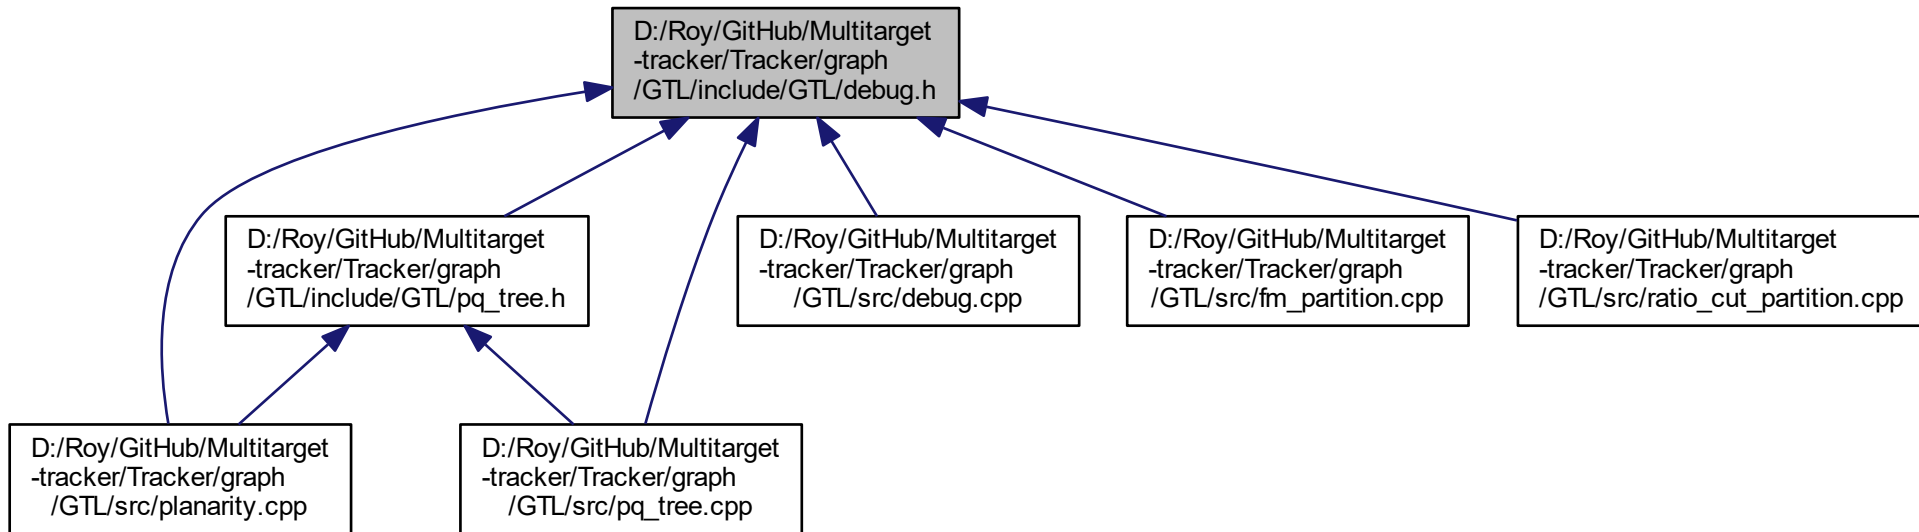 D:/Roy/GitHub/Multitarget
-tracker/Tracker/graph
/GTL/include/GTL/debug.h
D:/Roy/GitHub/Multitarget
-tracker/Tracker/graph
/GTL/include/GTL/pq_tree.h
D:/Roy/GitHub/Multitarget
-tracker/Tracker/graph
/GTL/src/debug.cpp
D:/Roy/GitHub/Multitarget
-tracker/Tracker/graph
/GTL/src/fm_partition.cpp
D:/Roy/GitHub/Multitarget
-tracker/Tracker/graph
/GTL/src/ratio_cut_partition.cpp
D:/Roy/GitHub/Multitarget
-tracker/Tracker/graph
/GTL/src/planarity.cpp
D:/Roy/GitHub/Multitarget
-tracker/Tracker/graph
/GTL/src/pq_tree.cpp